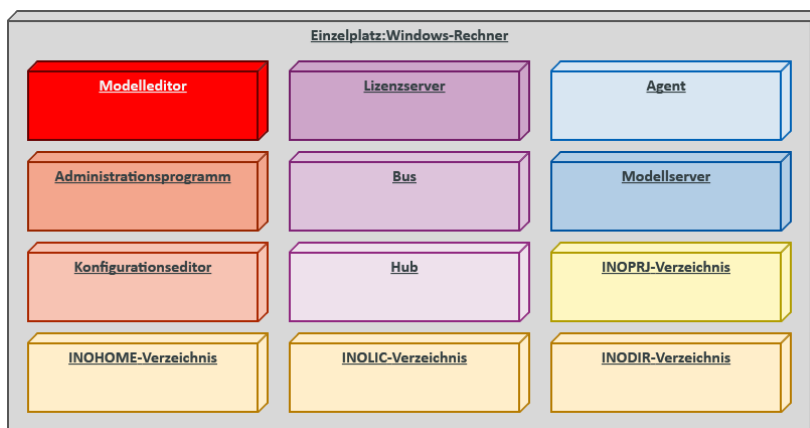 Einzelplatz:Windows-Rechner
Modelleditor
Lizenzserver
Agent
Administrationsprogramm
Bus
Modellserver
Konfigurationseditor
Hub
INOPRJ-Verzeichnis
INOHOME-Verzeichnis
INOLIC-Verzeichnis
INODIR-Verzeichnis